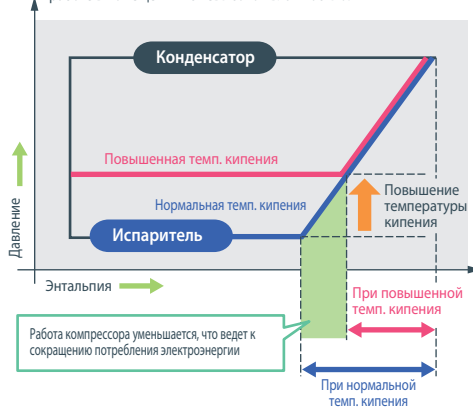 Конденсатор
Повышенная темп. кипения
Нормальная темп. кипения
Испаритель
Повышение
температуры
кипения
Давление
Энтальпия
При повышенной
темп. кипения
Работа компрессора уменьшается, что ведет к
сокращению потребления электроэнергии
При нормальной
темп. кипения